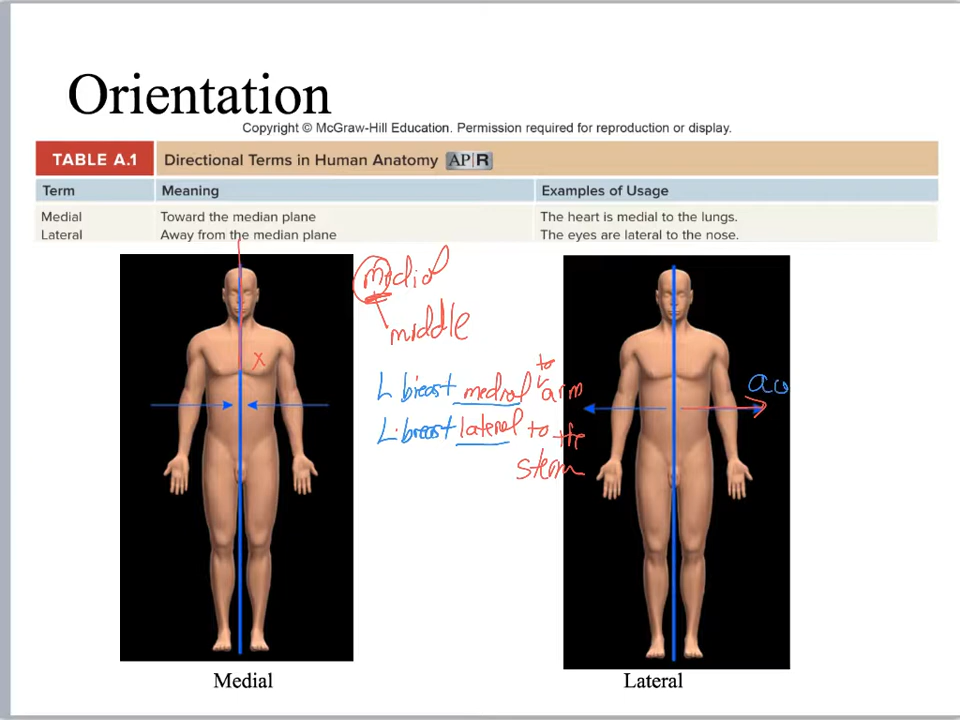 Orientation
Copyright © McGraw-Hill Education. Permission required for reproduction or display.
TABLE A.1 Directional Terms in Human Anatomy AP|R
Term Meaning Examples of Usage
Medial Toward the median plane The heart is medial to the lungs.
Lateral Away from the median plane The eyes are lateral to the nose.
medial
middle
X
L breast medial to arm
L. breast lateral to the
Medial Lateral